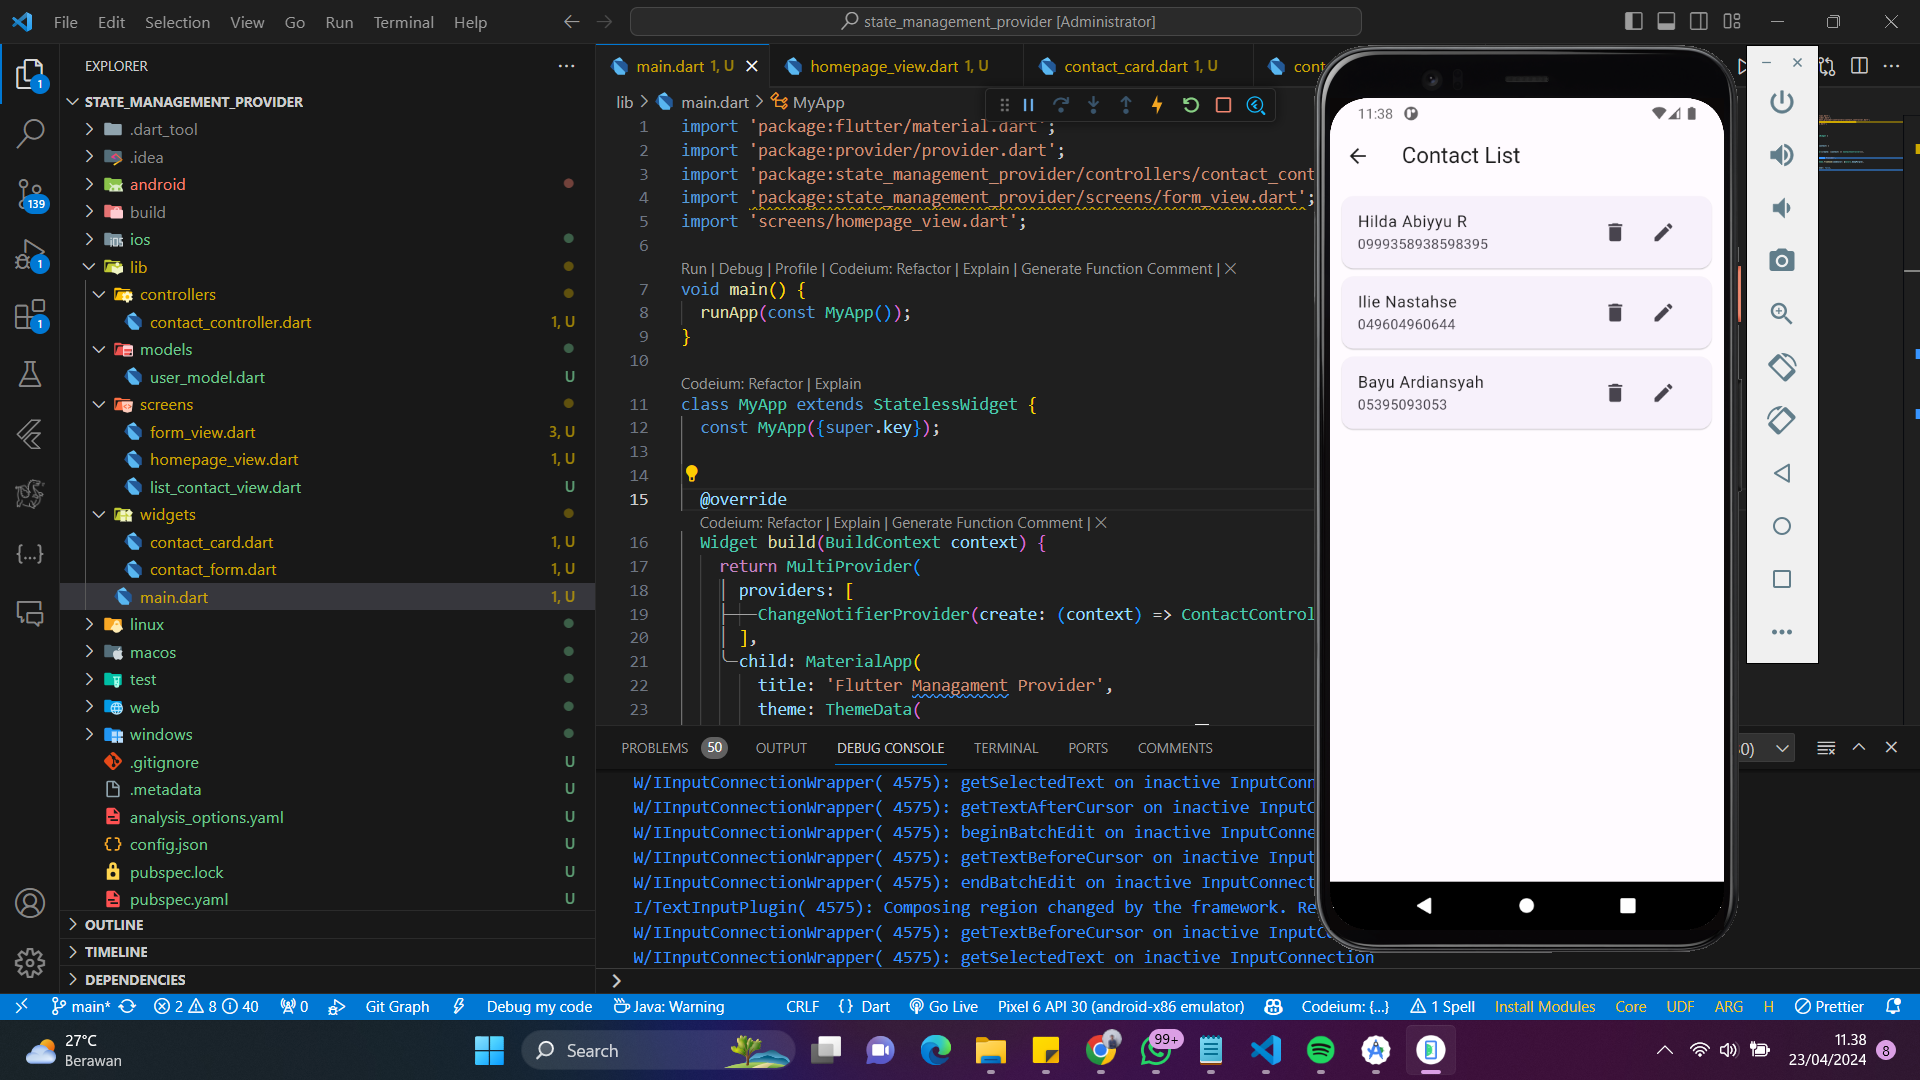 File Edit Selection View Go Run Terminal Help
state_management_provider [Administrator]
EXPLORER
STATE_MANAGEMENT_PROVIDER
.dart_tool
.idea
android
build
ios
lib
controllers
contact_controller.dart 1, U
models
user_model.dart U
screens
form_view.dart 3, U
homepage_view.dart 1, U
list_contact_view.dart U
widgets
contact_card.dart 1, U
contact_form.dart 1, U
main.dart 1, U
linux
macos
test
web
windows
.gitignore U
.metadata U
analysis_options.yaml U
config.json U
pubspec.lock U
pubspec.yaml U
OUTLINE
TIMELINE
DEPENDENCIES
1
139
1
1
main.dart 1, U
homepage_view.dart 1, U
contact_card.dart 1, U
cont
lib > main.dart > MyApp
1 import 'package:flutter/material.dart';
2 import 'package:provider/provider.dart';
3 import 'package:state_management_provider/controllers/contact_cont
4 import 'package:state_management_provider/screens/form_view.dart';
5 import 'screens/homepage_view.dart';
6
Run | Debug | Profile | Codeium: Refactor | Explain | Generate Function Comment | X
7 void main() {
8 runApp(const MyApp());
9 }
10
Codeium: Refactor | Explain
11 class MyApp extends StatelessWidget {
12 const MyApp({super.key});
13
14
15 @override
Codeium: Refactor | Explain | Generate Function Comment | X
16 Widget build(BuildContext context) {
17 return MultiProvider(
18 providers: [
19 ChangeNotifierProvider(create: (context) => ContactControl
20 ],
21 child: MaterialApp(
22 title: 'Flutter Managament Provider',
23 theme: ThemeData(
PROBLEMS 50 OUTPUT DEBUG CONSOLE TERMINAL PORTS COMMENTS
W/IInputConnectionWrapper( 4575): getSelectedText on inactive InputConn
W/IInputConnectionWrapper( 4575): getTextAfterCursor on inactive InputC
W/IInputConnectionWrapper( 4575): beginBatchEdit on inactive InputConne
W/IInputConnectionWrapper( 4575): getTextBeforeCursor on inactive Input
W/IInputConnectionWrapper( 4575): endBatchEdit on inactive InputConnect
I/TextInputPlugin( 4575): Composing region changed by the framework. Re
W/IInputConnectionWrapper( 4575): getTextBeforeCursor on inactive InputCo
W/IInputConnectionWrapper( 4575): getSelectedText on inactive InputConnection
11:38
Contact List
Hilda Abiyyu R
0999358938598395
Ilie Nastahse
049604960644
Bayu Ardiansyah
05395093053
main* 2 8 40 0 Git Graph Debug my code Java: Warning CRLF {} Dart Go Live Pixel 6 API 30 (android-x86 emulator) Codeium: {...} 1 Spell Install Modules Core UDF ARG H Prettier
27°C
Berawan
Search
99+
11.38
23/04/2024
8